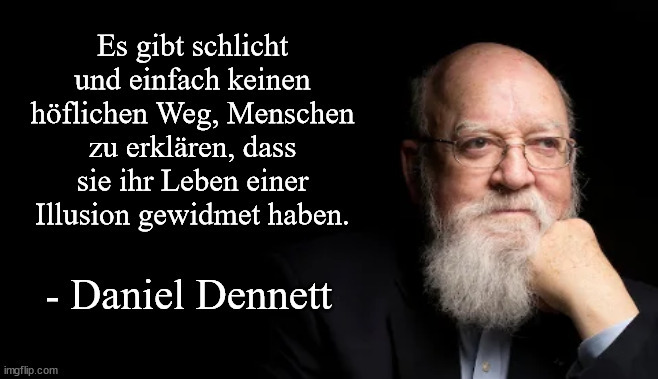 Es gibt schlicht
und einfach keinen
höflichen Weg, Menschen
zu erklären, dass
sie ihr Leben einer
Illusion gewidmet haben.
- Daniel Dennett
imgflip.com